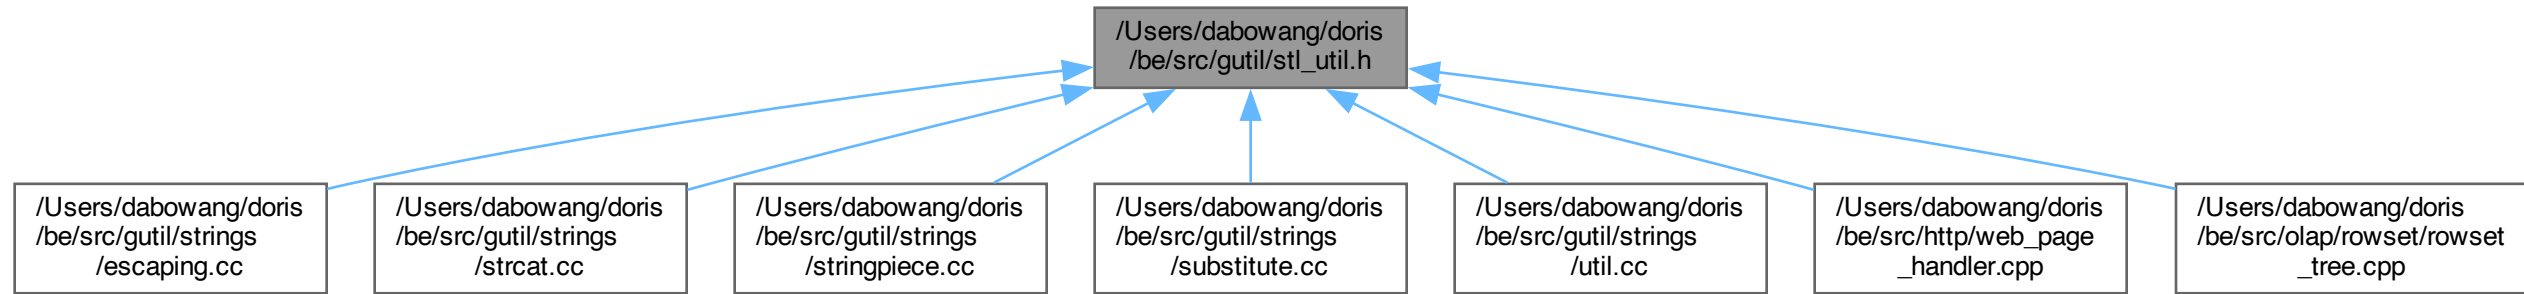 /Users/dabowang/doris
/be/src/gutil/stl_util.h
/Users/dabowang/doris
/be/src/gutil/strings
/escaping.cc
/Users/dabowang/doris
/be/src/gutil/strings
/strcat.cc
/Users/dabowang/doris
/be/src/gutil/strings
/stringpiece.cc
/Users/dabowang/doris
/be/src/gutil/strings
/substitute.cc
/Users/dabowang/doris
/be/src/gutil/strings
/util.cc
/Users/dabowang/doris
/be/src/http/web_page
_handler.cpp
/Users/dabowang/doris
/be/src/olap/rowset/rowset
_tree.cpp